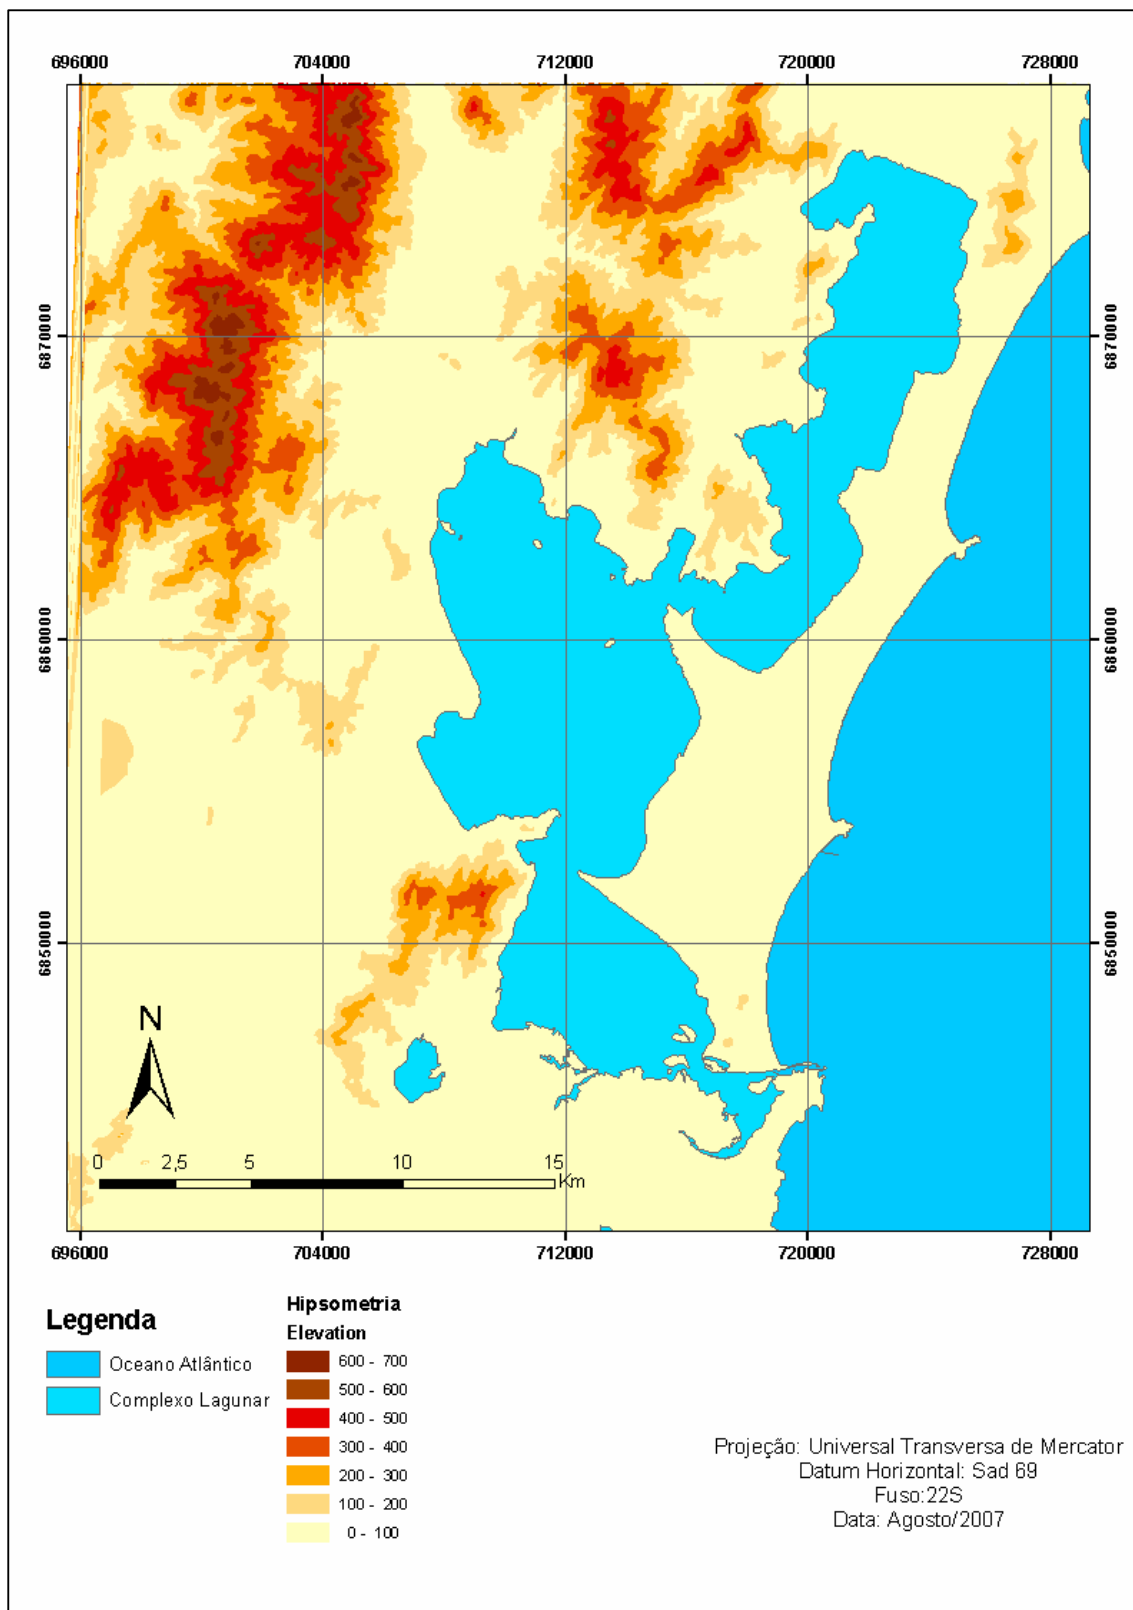 696000 704000 712000 720000 728000
6870000 6870000
6860000 6860000
6850000 6850000
N
0 2,5 5 10 15
Km
696000 704000 712000 720000 728000
Legenda
Oceano Atlântico
Complexo Lagunar
Hipsometria
Elevation
600 - 700
500 - 600
400 - 500
300 - 400
200 - 300
100 - 200
0 - 100
Projeção: Universal Transversa de Mercator
Datum Horizontal: Sad 69
Fuso:22S
Data: Agosto/2007